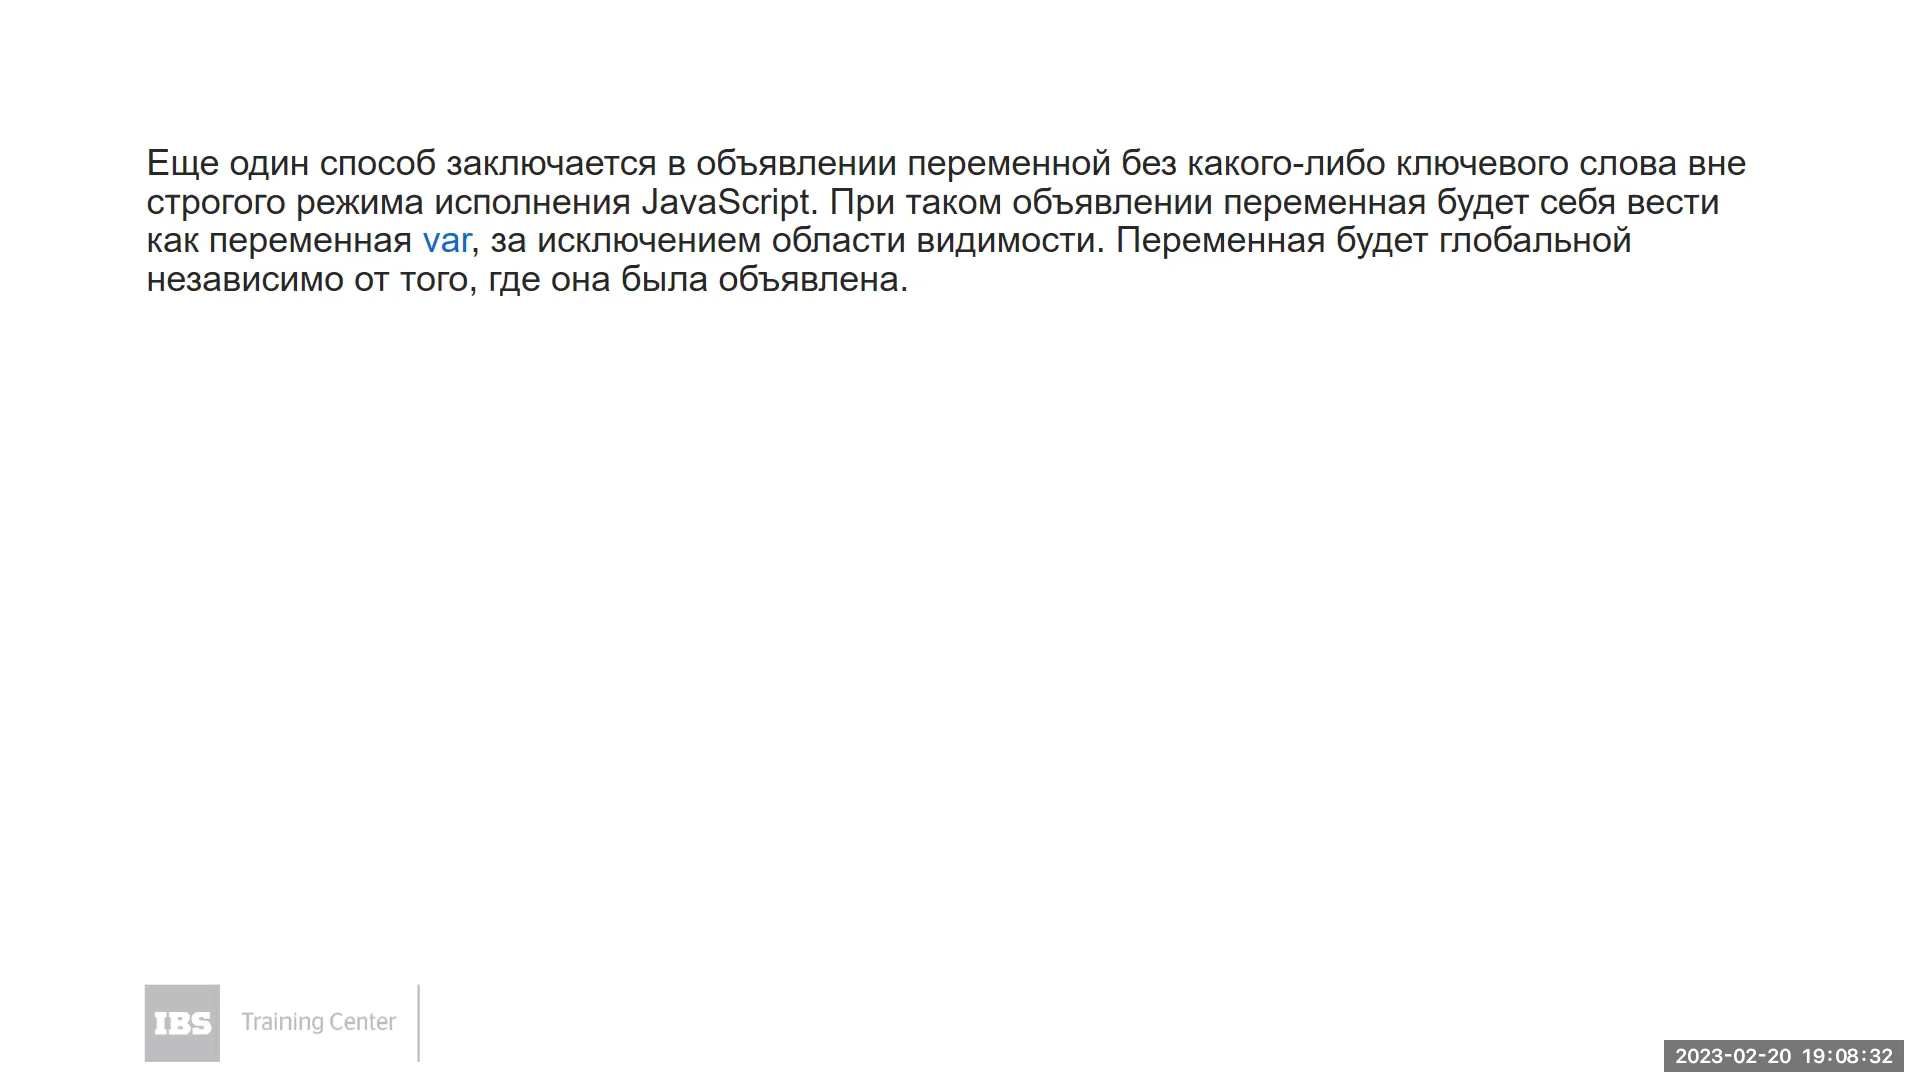 Еще один способ заключается в объявлении переменной без какого-либо ключевого слова вне
строгого режима исполнения JavaScript. При таком объявлении переменная будет себя вести
как переменная var, за исключением области видимости. Переменная будет глобальной
независимо от того, где она была объявлена.
IBS Training Center
2023-02-20 19:08:32